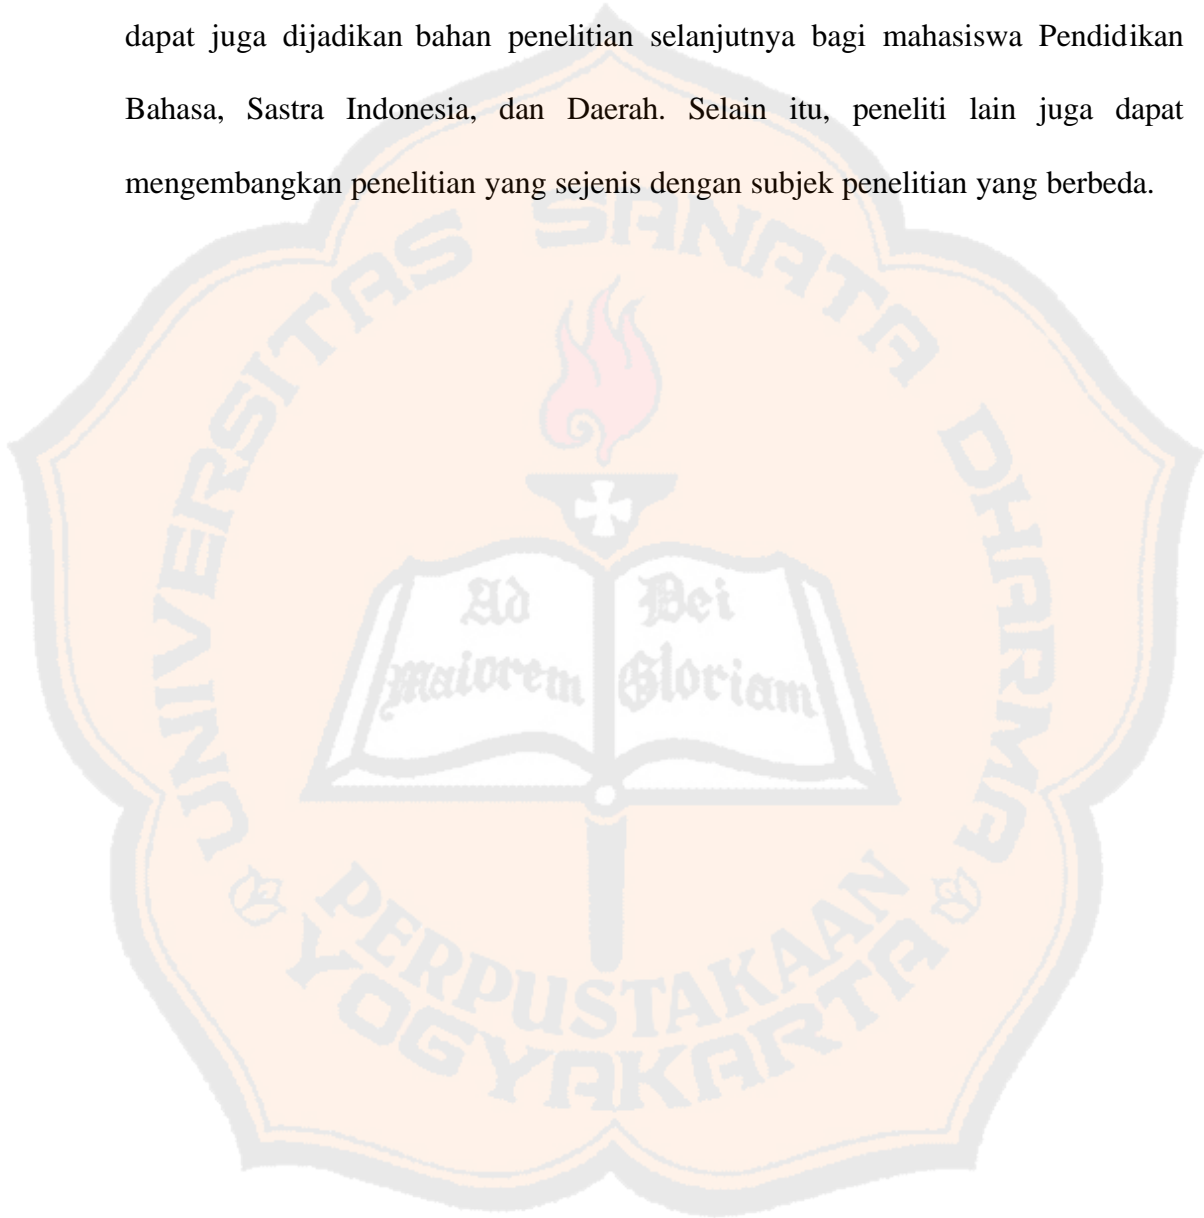 dapat juga dijadikan bahan penelitian selanjutnya bagi mahasiswa Pendidikan
Bahasa, Sastra Indonesia, dan Daerah. Selain itu, peneliti lain juga dapat
mengembangkan penelitian yang sejenis dengan subjek penelitian yang berbeda.
UNIVERSITAS SANATA DHARMA
Ad Dei
maiorem Gloriam
PERPUSTAKAAN
YOGYAKARTA